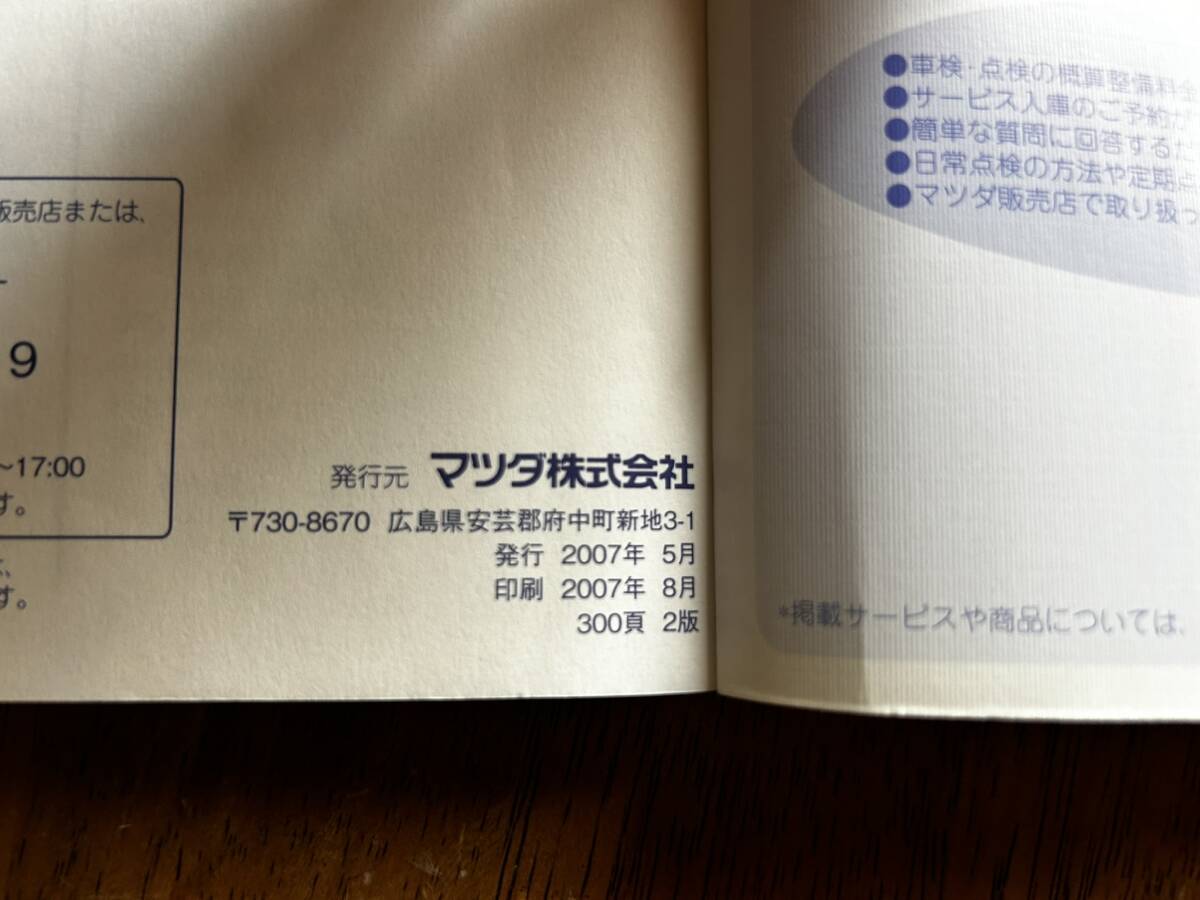 販売店または、
9
~17:00
す。
す。
発行元 マツダ株式会社
〒730-8670 広島県安芸郡府中町新地3-1
発行 2007年 5月
印刷 2007年 8月
300頁 2版
●車検・点検の概算整備料金
●サービス入庫のご予約が
●簡単な質問に回答するた
●日常点検の方法や定期点
●マツダ販売店で取り扱っ
*掲載サービスや商品については、